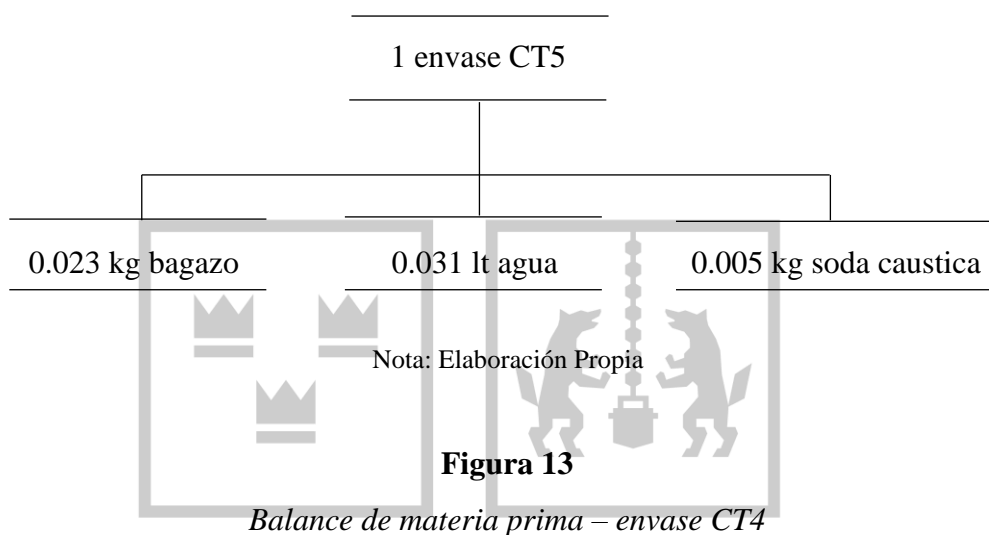 1 envase CT5
0.023 kg bagazo
0.031 lt agua
0.005 kg soda caustica
Nota: Elaboración Propia
Figura 13
Balance de materia prima – envase CT4